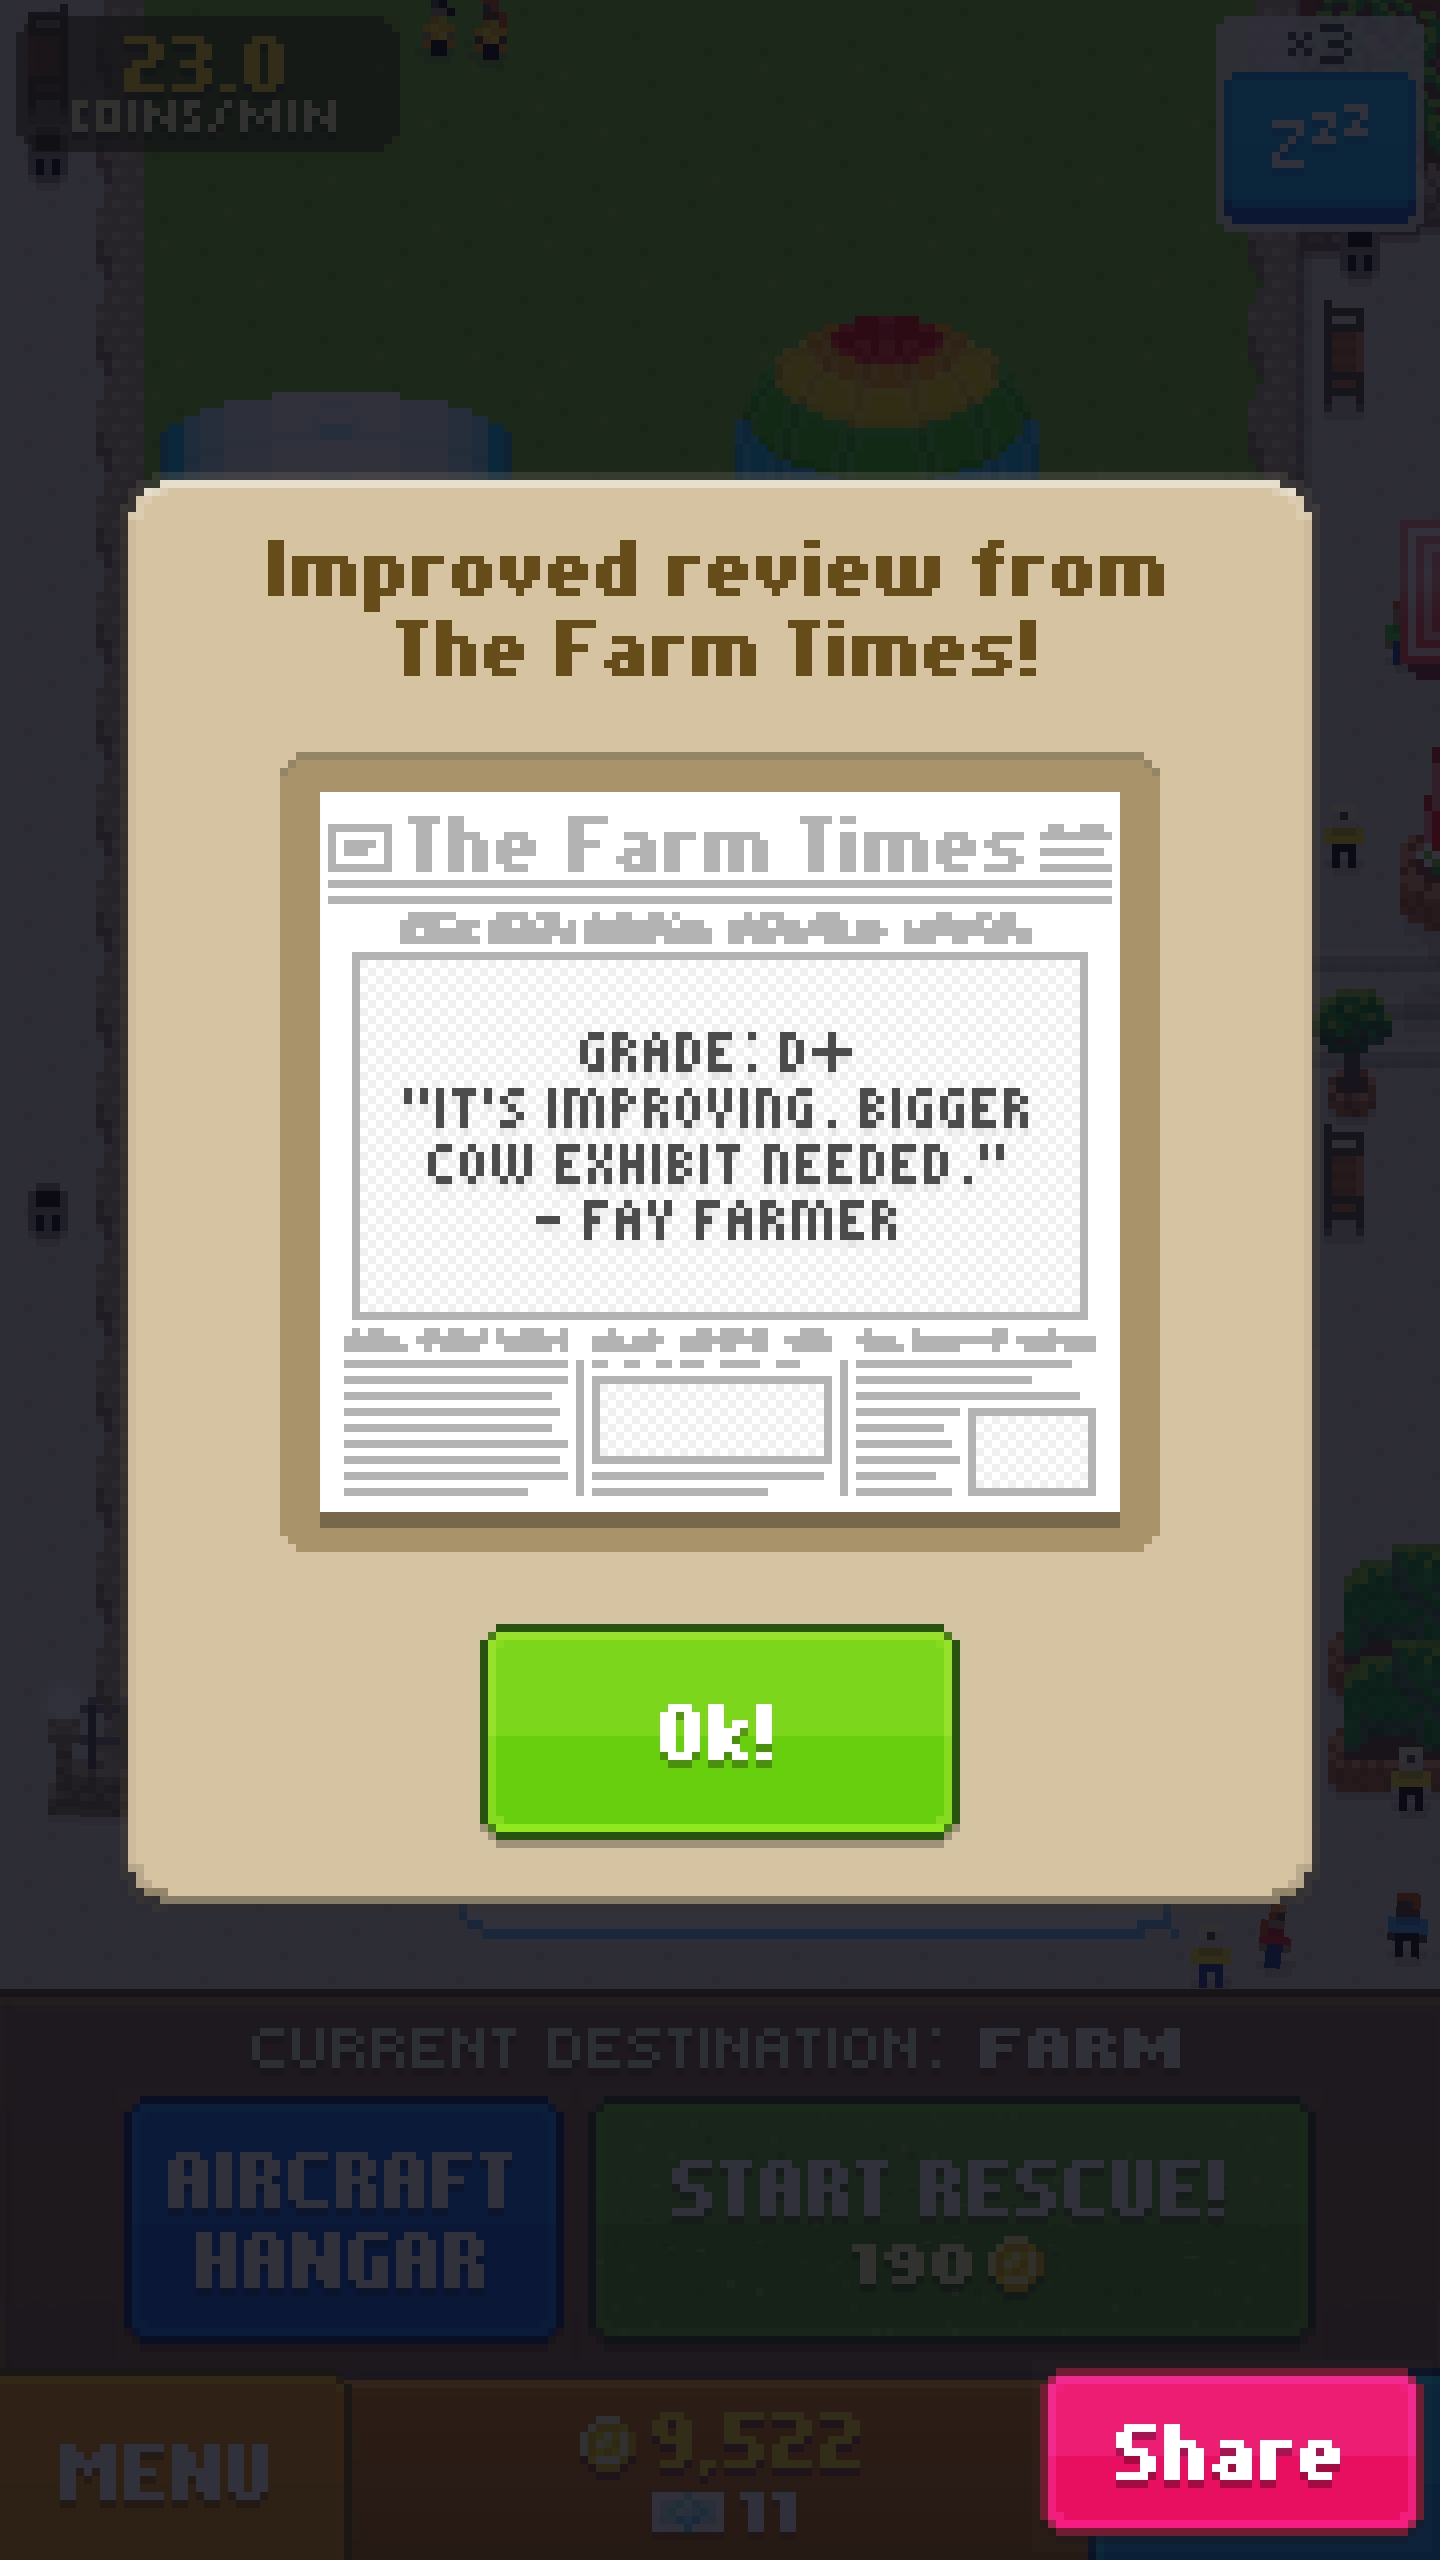 23.0
COINS/MIN
x3
ZZZ
Improved review from
The Farm Times!
The Farm Times
GRADE: D+
"IT'S IMPROVING. BIGGER
COW EXHIBIT NEEDED."
- FAY FARMER
Ok!
CURRENT DESTINATION: FARM
AIRCRAFT
HANGAR
START RESCUE!
190
MENU
9,522
11
Share